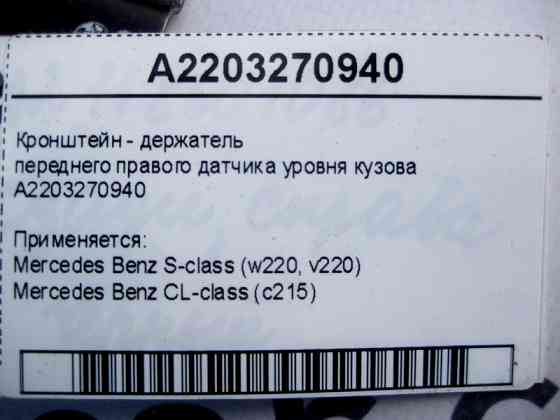 A2203270940
Кронштейн - держатель
переднего правого датчика уровня кузова
A2203270940
Применяется:
Mercedes Benz S-class (w220, v220)
Mercedes Benz CL-class (c215)